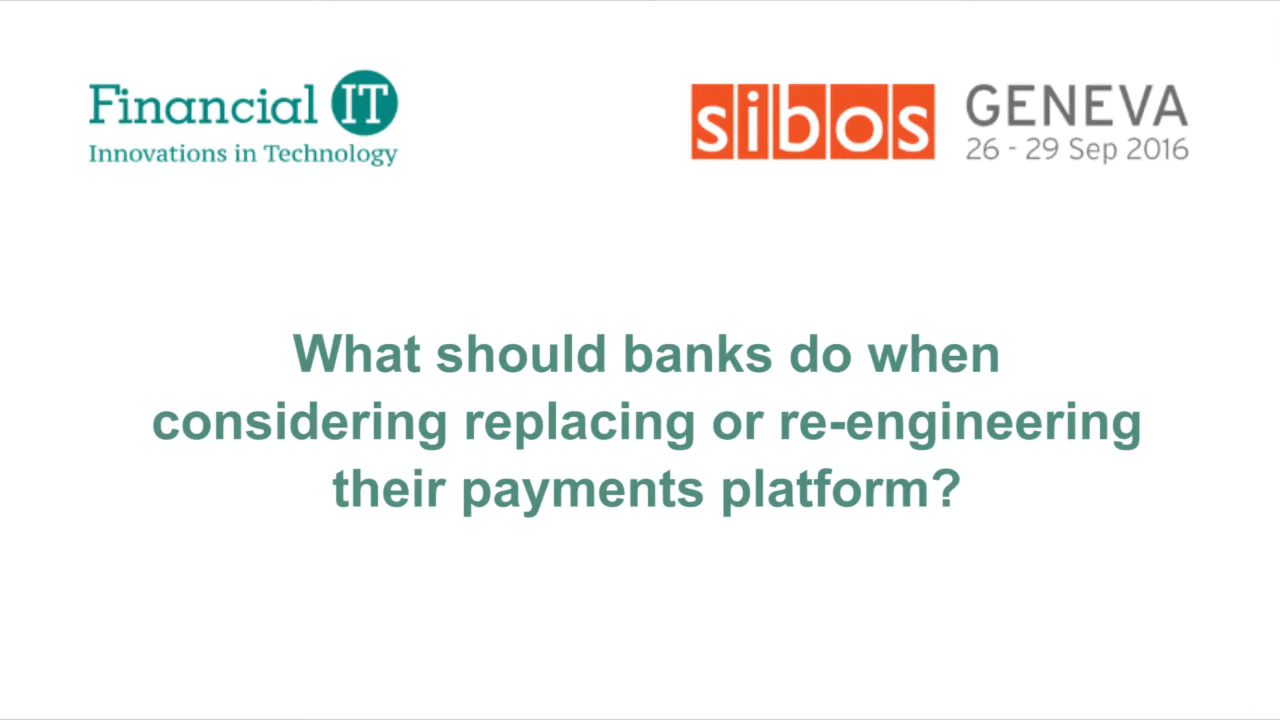 Financial IT
Innovations in Technology
sibos
GENEVA
26 - 29 Sep 2016
What should banks do when
considering replacing or re-engineering
their payments platform?